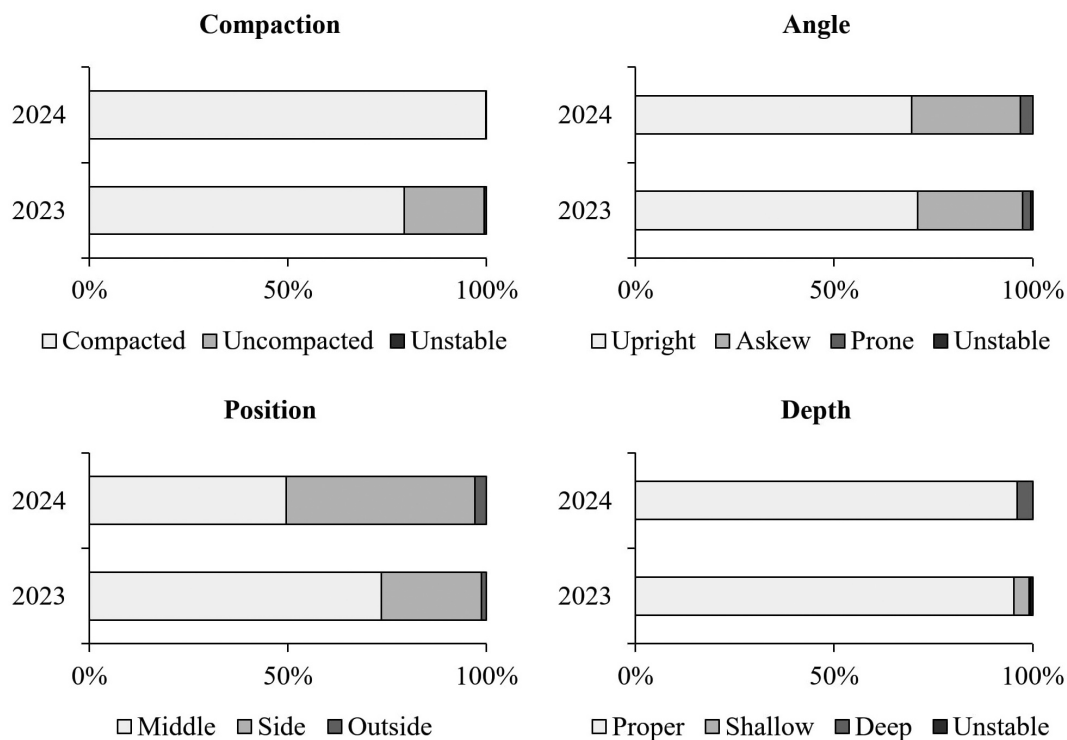 Compaction
2024
2023
0% 50% 100%
Compacted Uncompacted Unstable
Angle
2024
2023
0% 50% 100%
Upright Askew Prone Unstable
Position
2024
2023
0% 50% 100%
Middle Side Outside
Depth
2024
2023
0% 50% 100%
Proper Shallow Deep Unstable